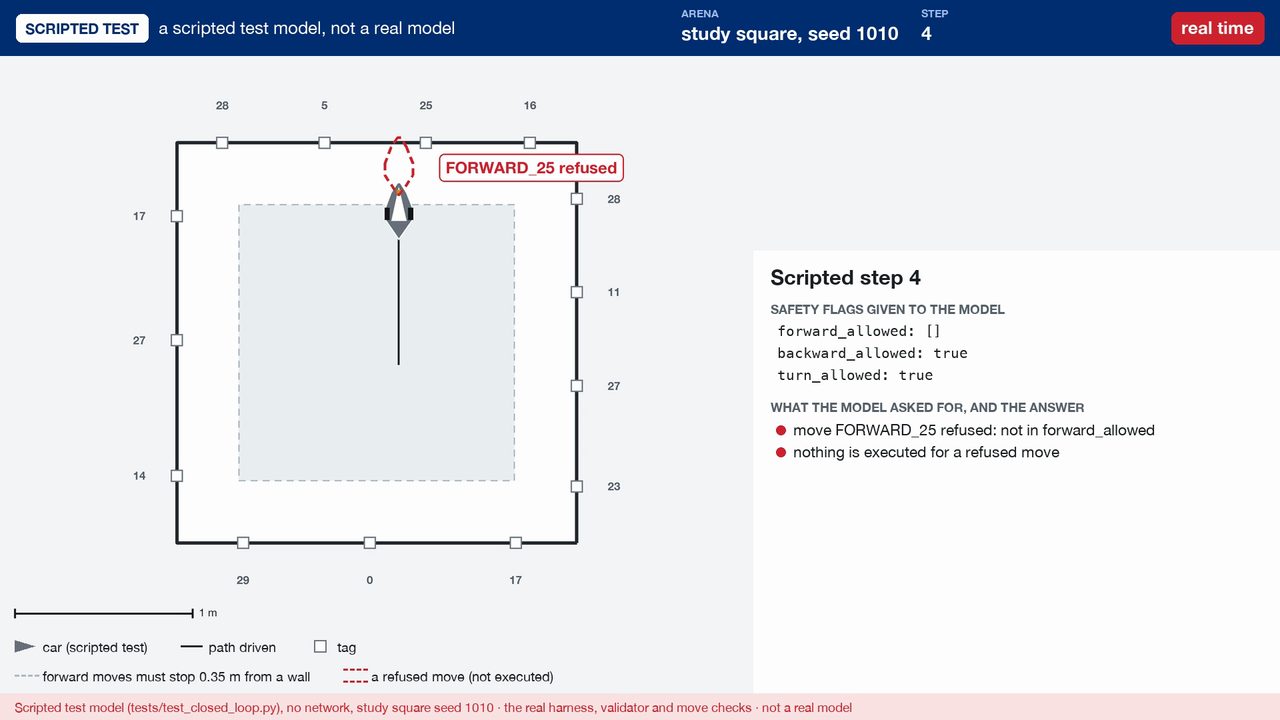 SCRIPTED TEST a scripted test model, not a real model
ARENA
study square, seed 1010
STEP
4
real time
28 5 25 16
FORWARD_25 refused
28
17
11
27
27
14
23
29 0 17
1 m
car (scripted test) path driven tag
forward moves must stop 0.35 m from a wall a refused move (not executed)
Scripted step 4
SAFETY FLAGS GIVEN TO THE MODEL
forward_allowed: []
backward_allowed: true
turn_allowed: true
WHAT THE MODEL ASKED FOR, AND THE ANSWER
move FORWARD_25 refused: not in forward_allowed
nothing is executed for a refused move
Scripted test model (tests/test_closed_loop.py), no network, study square seed 1010 · the real harness, validator and move checks · not a real model